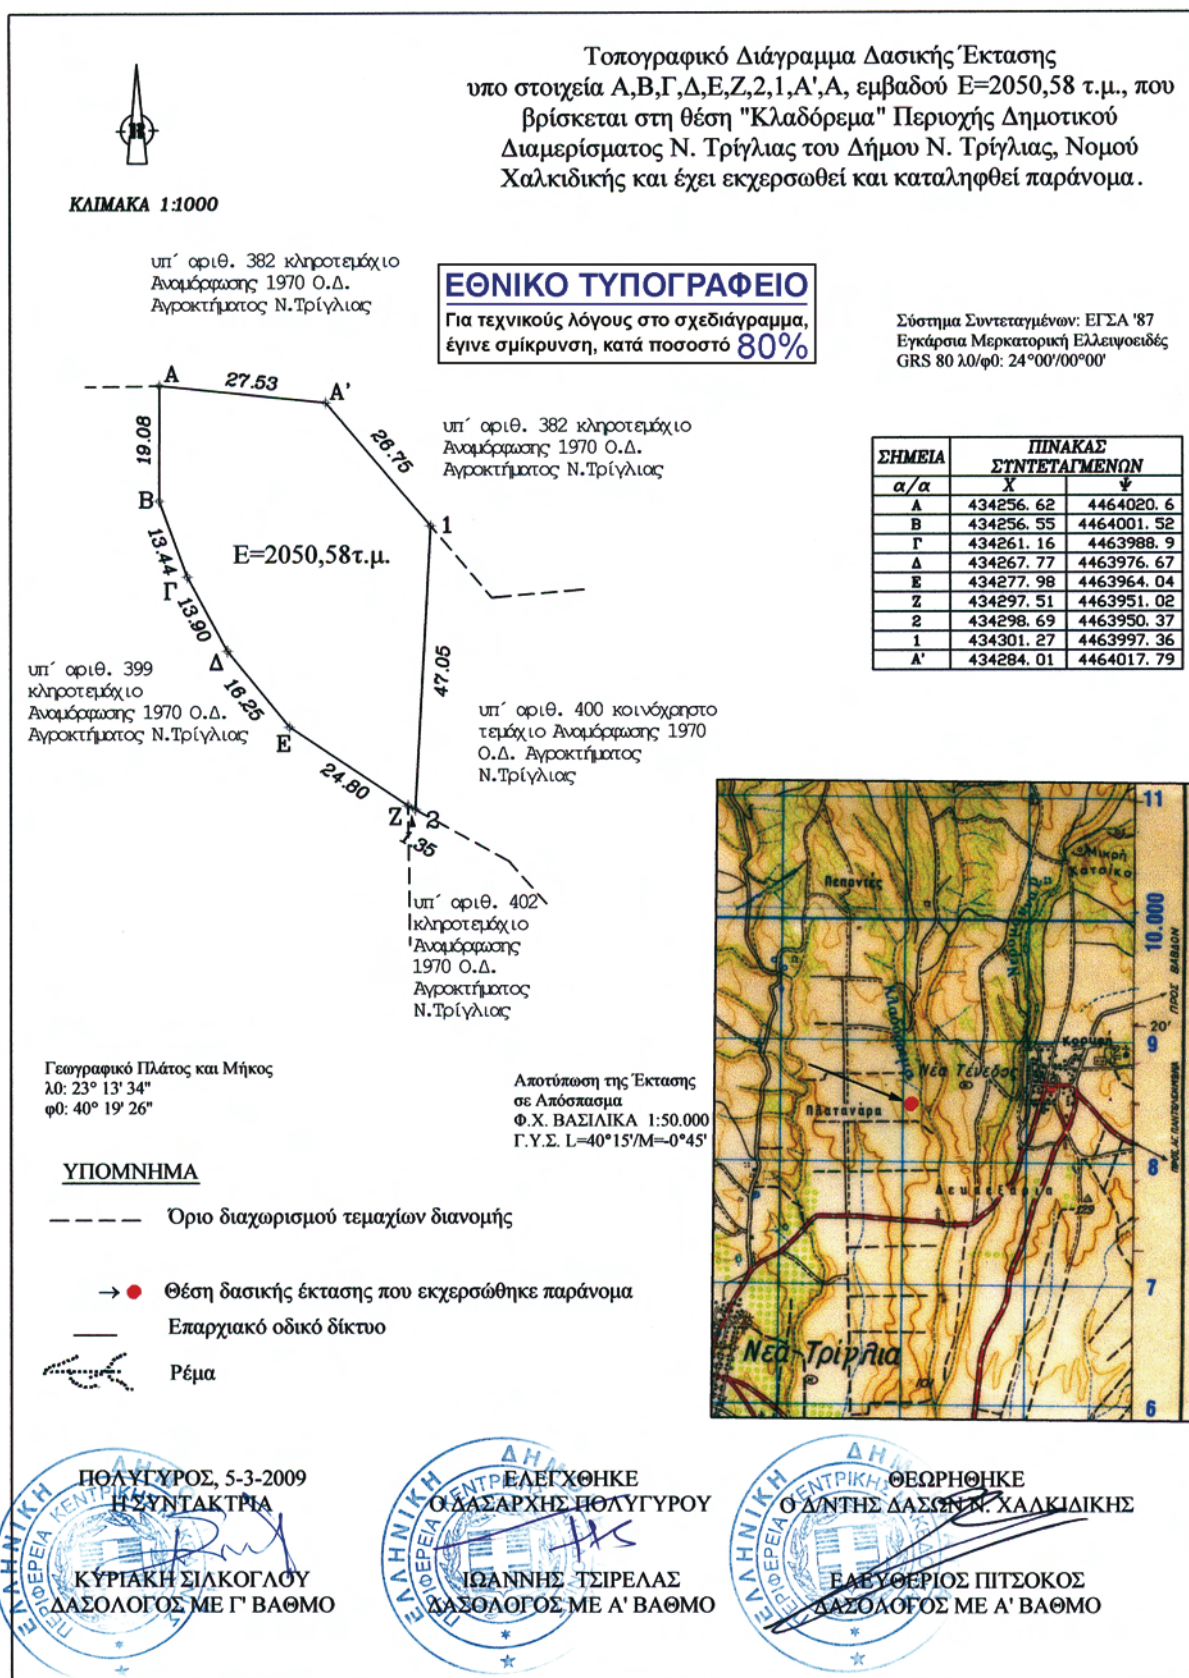 Τοπογραφικό Διάγραμμα Δασικής Έκτασης
υπο στοιχεία Α,Β,Γ,Δ,Ε,Ζ,2,1,Α',Α, εμβαδού Ε=2050,58 τ.μ., που
βρίσκεται στη θέση "Κλαδόρεμα" Περιοχής Δημοτικού
Διαμερίσματος Ν. Τρίγλιας του Δήμου Ν. Τρίγλιας, Νομού
Χαλκιδικής και έχει εκχερσωθεί και καταληφθεί παράνομα.
ΚΛΙΜΑΚΑ 1:1000
υπ΄ αριθ. 382 κληροτεμάχιο
Αναμόρφωσης 1970 Ο.Δ.
Αγροκτήματος Ν.Τρίγλιας
ΕΘΝΙΚΟ ΤΥΠΟΓΡΑΦΕΙΟ
Για τεχνικούς λόγους στο σχεδιάγραμμα,
έγινε σμίκρυνση, κατά ποσοστό 80%
Σύστημα Συντεταγμένων: ΕΓΣΑ '87
Εγκάρσια Μερκατορική Ελλειψοειδές
GRS 80 λ0/φ0: 24°00'/00°00'
Α
27.53
Α'
19.08
26.75
υπ΄ αριθ. 382 κληροτεμάχιο
Αναμόρφωσης 1970 Ο.Δ.
Αγροκτήματος Ν.Τρίγλιας
Β
1
13.44
Ε=2050,58τ.μ.
Γ
13.90
Δ
16.25
47.05
Ε
24.80
Ζ
2
1.35
ΣΗΜΕΙΑ ΠΙΝΑΚΑΣ
ΣΥΝΤΕΤΑΓΜΕΝΩΝ
α/α Χ Ψ
Α 434256. 62 4464020. 6
Β 434256. 55 4464001. 52
Γ 434261. 16 4463988. 9
Δ 434267. 77 4463976. 67
Ε 434277. 98 4463964. 04
Ζ 434297. 51 4463951. 02
2 434298. 69 4463950. 37
1 434301. 27 4463997. 36
Α' 434284. 01 4464017. 79
υπ΄ αριθ. 399
κληροτεμάχιο
Αναμόρφωσης 1970 Ο.Δ.
Αγροκτήματος Ν.Τρίγλιας
υπ΄ αριθ. 400 κοινόχρηστο
τεμάχιο Αναμόρφωσης 1970
Ο.Δ. Αγροκτήματος
Ν.Τρίγλιας
υπ΄ αριθ. 402
κληροτεμάχιο
Αναμόρφωσης
1970 Ο.Δ.
Αγροκτήματος
Ν.Τρίγλιας
11
Μικρή
Κατσίκα
Πεπαντές
10.000
ΠΡΟΣ ΒΑΒΔΟΝ
Κλαδόρεμα
20'
9
Κορυφή
Νέα Τένεδος
Πλατανάρα
8
129
7
Νέα Τρίγλια
101
6
Γεωγραφικό Πλάτος και Μήκος
λ0: 23° 13' 34"
φ0: 40° 19' 26"
Αποτύπωση της Έκτασης
σε Απόσπασμα
Φ.Χ. ΒΑΣΙΛΙΚΑ 1:50.000
Γ.Υ.Σ. L=40°15'/M=-0°45'
ΥΠΟΜΝΗΜΑ
Όριο διαχωρισμού τεμαχίων διανομής
Θέση δασικής έκτασης που εκχερσώθηκε παράνομα
Επαρχιακό οδικό δίκτυο
Ρέμα
ΠΟΛΥΓΥΡΟΣ, 5-3-2009
Η ΣΥΝΤΑΚΤΡΙΑ
ΚΥΡΙΑΚΗ ΣΙΛΚΟΓΛΟΥ
ΔΑΣΟΛΟΓΟΣ ΜΕ Γ' ΒΑΘΜΟ
ΕΛΕΓΧΘΗΚΕ
Ο ΔΑΣΑΡΧΗΣ ΠΟΛΥΓΥΡΟΥ
ΙΩΑΝΝΗΣ ΤΣΙΡΕΛΑΣ
ΔΑΣΟΛΟΓΟΣ ΜΕ Α' ΒΑΘΜΟ
ΘΕΩΡΗΘΗΚΕ
Ο Δ/ΝΤΗΣ ΔΑΣΩΝ Ν. ΧΑΛΚΙΔΙΚΗΣ
ΕΛΕΥΘΕΡΙΟΣ ΠΙΤΣΟΚΟΣ
ΔΑΣΟΛΟΓΟΣ ΜΕ Α' ΒΑΘΜΟ